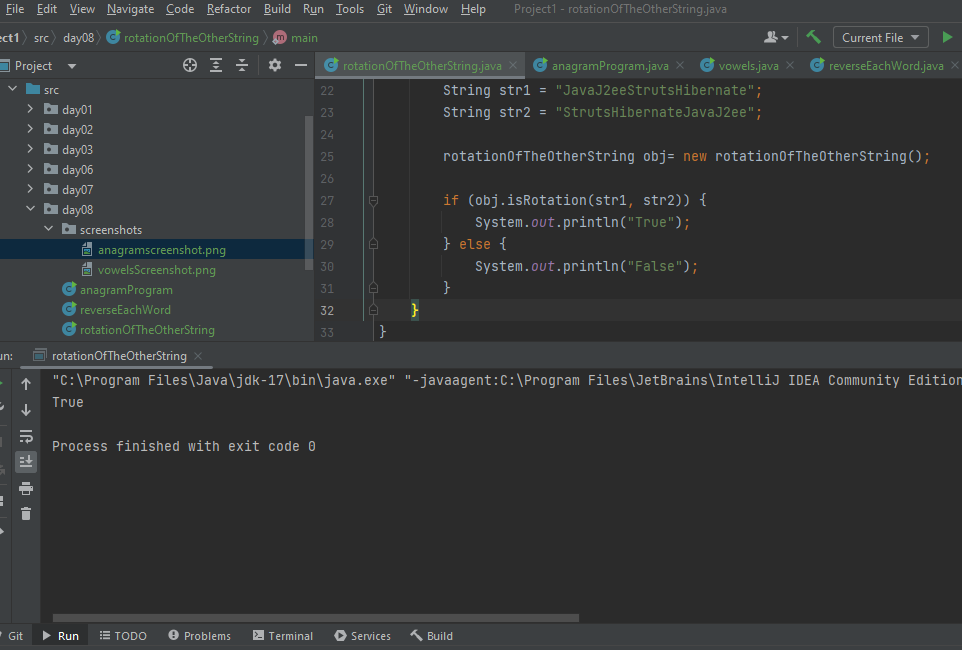 File Edit View Navigate Code Refactor Build Run Tools Git Window Help Project1 - rotationOfTheOtherString.java
ect1 src day08 rotationOfTheOtherString main Current File
Project rotationOfTheOtherString.java anagramProgram.java vowels.java reverseEachWord.java
src
day01
day02
day03
day06
day07
day08
screenshots
anagramscreenshot.png
vowelsScreenshot.png
anagramProgram
reverseEachWord
rotationOfTheOtherString
22 String str1 = "JavaJ2eeStrutsHibernate";
23 String str2 = "StrutsHibernateJavaJ2ee";
24
25 rotationOfTheOtherString obj= new rotationOfTheOtherString();
26
27 if (obj.isRotation(str1, str2)) {
28 System.out.println("True");
29 } else {
30 System.out.println("False");
31 }
32 }
33 }
un: rotationOfTheOtherString
"C:\Program Files\Java\jdk-17\bin\java.exe" "-javaagent:C:\Program Files\JetBrains\IntelliJ IDEA Community Edition
True
Process finished with exit code 0
Git Run TODO Problems Terminal Services Build